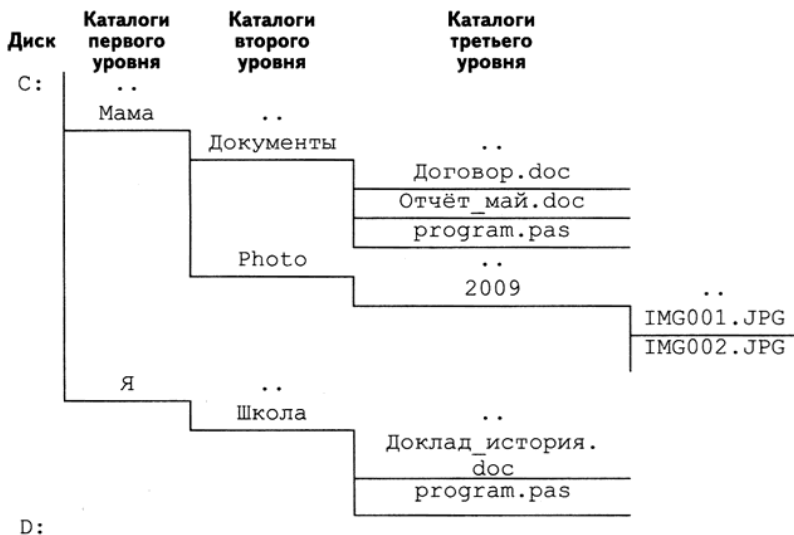 Диск
Каталоги первого уровня
Каталоги второго уровня
Каталоги третьего уровня
C:
..
Мама
..
Документы
..
Договор.doc
Отчёт_май.doc
program.pas
Photo
..
2009
..
IMG001.JPG
IMG002.JPG
Я
..
Школа
..
Доклад_история.
doc
program.pas
D: